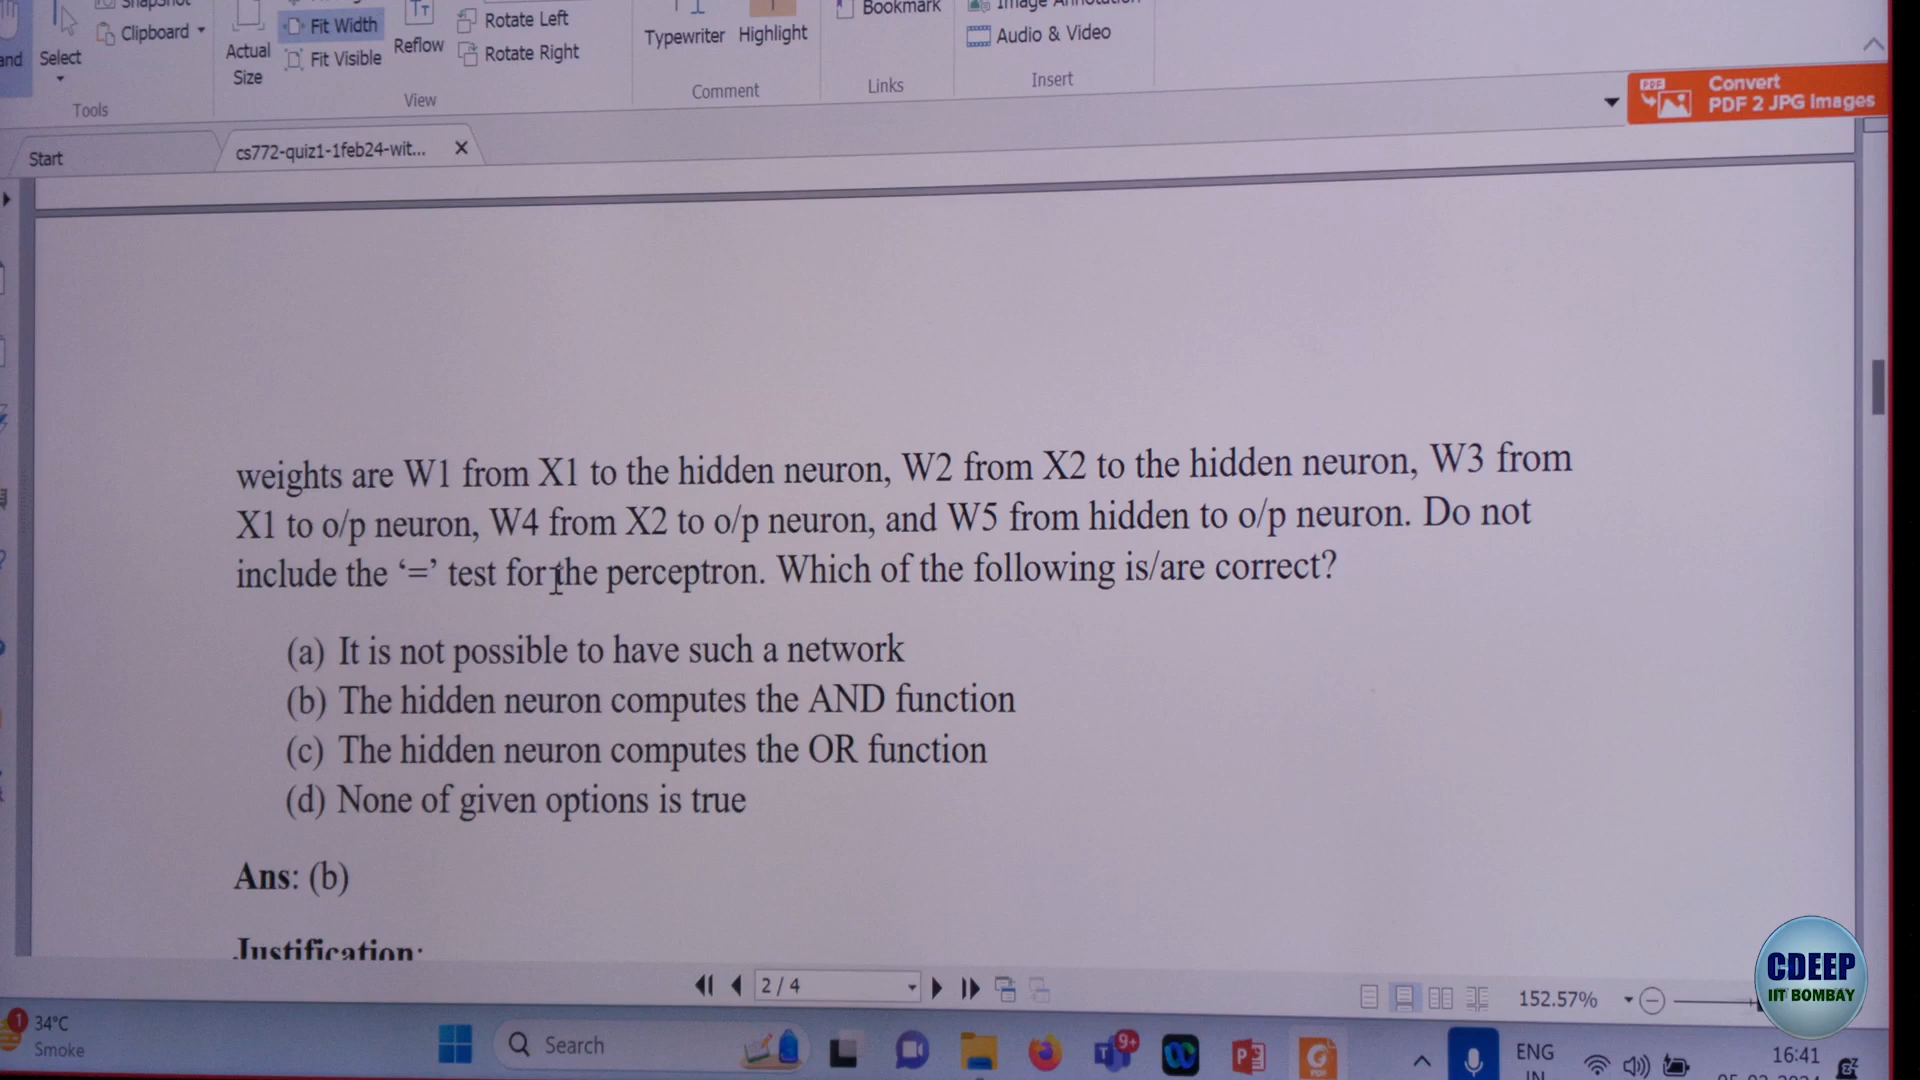 Clipboard
Select
Tools
Actual
Size
Fit Width
Fit Visible
Reflow
Rotate Left
Rotate Right
View
Typewriter
Highlight
Comment
Bookmark
Links
Audio & Video
Insert
PDF
Convert
PDF 2 JPG Images
Start
cs772-quiz1-1feb24-wit...
weights are W1 from X1 to the hidden neuron, W2 from X2 to the hidden neuron, W3 from
X1 to o/p neuron, W4 from X2 to o/p neuron, and W5 from hidden to o/p neuron. Do not
include the ‘=’ test for the perceptron. Which of the following is/are correct?
(a) It is not possible to have such a network
(b) The hidden neuron computes the AND function
(c) The hidden neuron computes the OR function
(d) None of given options is true
Ans: (b)
Justification:
2 / 4
152.57%
CDEEP
IIT BOMBAY
1
34°C
Smoke
Search
9+
ENG
IN
16:41